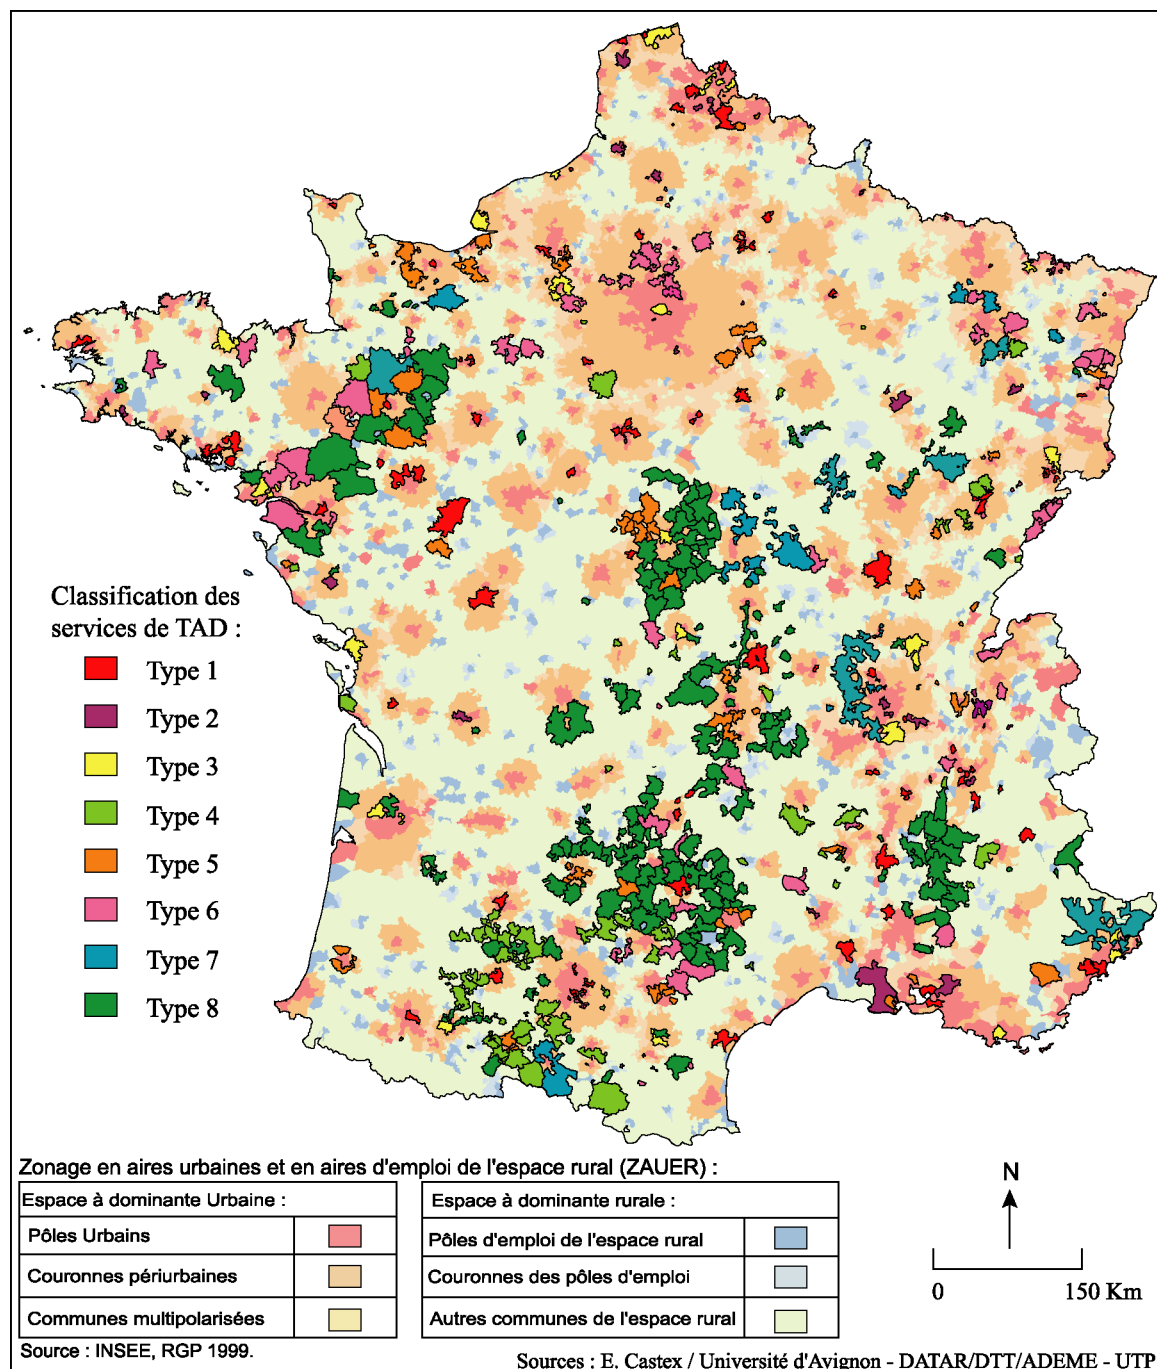 Classification des
services de TAD :
Type 1
Type 2
Type 3
Type 4
Type 5
Type 6
Type 7
Type 8
Zonage en aires urbaines et en aires d'emploi de l'espace rural (ZAUER) :
Espace à dominante Urbaine :
Pôles Urbains
Couronnes périurbaines
Communes multipolarisées
Espace à dominante rurale :
Pôles d'emploi de l'espace rural
Couronnes des pôles d'emploi
Autres communes de l'espace rural
N
0 150 Km
Source : INSEE, RGP 1999.
Sources : E. Castex / Université d'Avignon - DATAR/DTT/ADEME - UTP